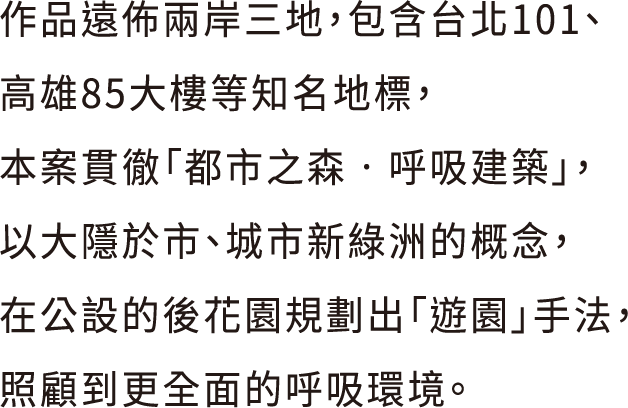 作品遠佈兩岸三地，包含台北101、
高雄85大樓等知名地標，
本案貫徹「都市之森．呼吸建築」，
以大隱於市、城市新綠洲的概念，
在公設的後花園規劃出「遊園」手法，
照顧到更全面的呼吸環境。